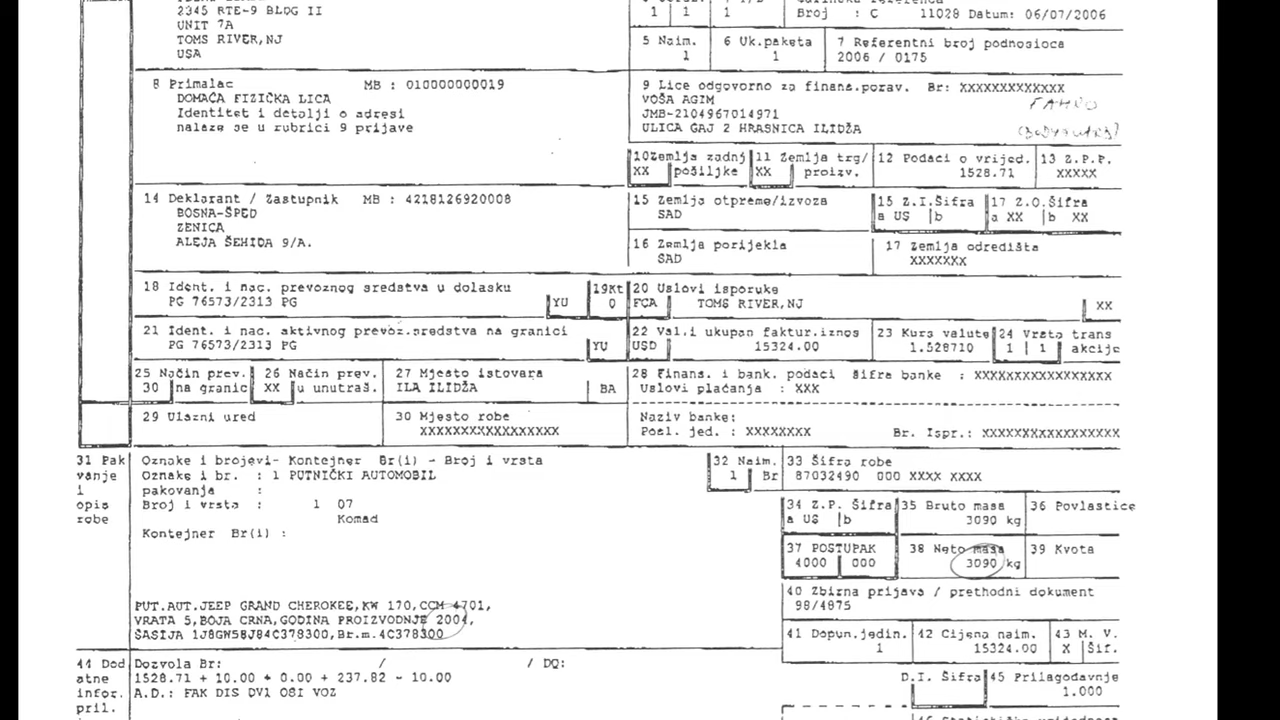 2345 RTE-9 BLDG II
UNIT 7A
TOMS RIVER,NJ
USA
1 1 1
Broj : C 11028 Datum: 06/07/2006
5 Naim.
1
6 Uk.paketa
1
7 Referentni broj podnosioca
2006 / 0175
8 Primalac MB : 010000000019
DOMAĆA FIZIČKA LICA
Identitet i detalji o adresi
nalaze se u rubrici 9 prijave
9 Lice odgovorno za finans.porav. Br: XXXXXXXXXXXXX
VOŠA AGIM
JMB-2104967014971
ULICA GAJ 2 HRASNICA ILIDŽA
10Zemlja zadnj
XX pošiljke
11 Zemlja trg/
XX proizv.
12 Podaci o vrijed.
1528.71
13 Z.P.P.
XXXXX
14 Deklarant / Zastupnik MB : 4218126920008
BOSNA-ŠPED
ZENICA
ALEJA ŠEHIDA 9/A.
15 Zemlja otpreme/izvoza
SAD
15 Z.I.Šifra
a US b
17 Z.O.Šifra
a XX b XX
16 Zemlja porijekla
SAD
17 Zemlja odredišta
XXXXXXX
18 Ident. i nac. prevoznog sredstva u dolasku
PG 76573/2313 PG YU
19Kt
0
20 Uslovi isporuke
FCA TOMS RIVER,NJ XX
21 Ident. i nac. aktivnog prevoz.sredstva na granici
PG 76573/2313 PG YU
22 Val.i ukupan faktur.iznos
USD 15324.00
23 Kurs valute
1.528710
24 Vrsta trans
1 1 akcije
25 Način prev.
30 na granic
26 Način prev.
XX u unutraš.
27 Mjesto istovara
ILA ILIDŽA BA
28 Finans. i bank. podaci šifra banke : XXXXXXXXXXXXXXXX
Uslovi plaćanja : XXX
29 Ulazni ured
30 Mjesto robe
XXXXXXXXXXXXXXXX
Naziv banke:
Posl. jed. : XXXXXXXX Br. Ispr.: XXXXXXXXXXXXXXXX
31 Pak
vanje
i
opis
robe
Oznake i brojevi- Kontejner Br(i) - Broj i vrsta
Oznake i br. : 1 PUTNIČKI AUTOMOBIL
pakovanja :
Broj i vrsta : 1 07
Komad
Kontejner Br(i) :
32 Naim.
1 Br
33 Šifra robe
87032490 000 XXXX XXXX
34 Z.P. Šifra
a US b
35 Bruto masa
3090 kg
36 Povlastice
37 POSTUPAK
4000 000
38 Neto masa
3090 kg
39 Kvota
40 Zbirna prijava / prethodni dokument
98/4875
PUT.AUT.JEEP GRAND CHEROKEE,KW 170,CCM 4701,
VRATA 5,BOJA CRNA,GODINA PROIZVODNJE 2004,
ŠASIJA 1J8GW58J84C378300,Br.m.4C378300
41 Dopun.jedin.
1
42 Cijena naim.
15324.00
43 M. V.
X Šif.
44 Dod
atne
infor.
pril.
Dozvola Br: / / DQ:
1528.71 + 10.00 + 0.00 + 237.82 - 10.00
A.D.: FAK DIS DV1 OSI VOZ
D.I. Šifra
45 Prilagodavnje
1.000